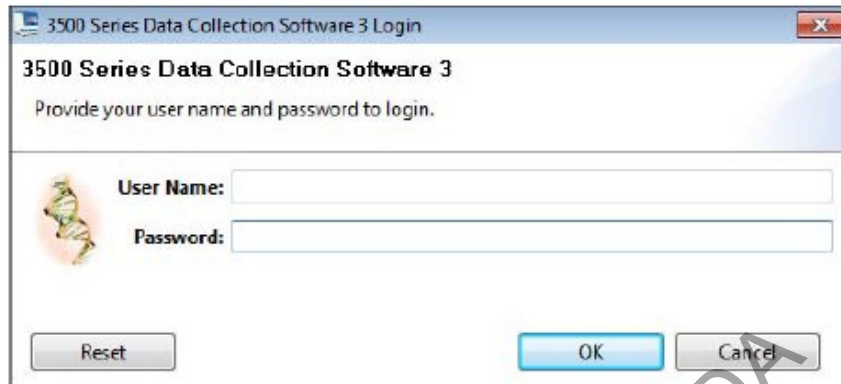 3500 Series Data Collection Software 3 Login
3500 Series Data Collection Software 3
Provide your user name and password to login.
User Name:
Password:
Reset OK Cancel